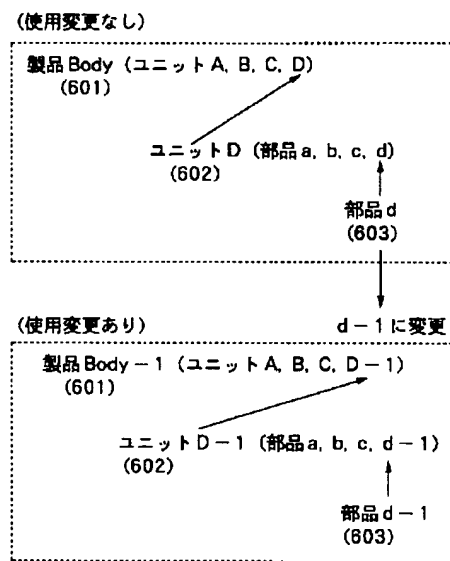 (使用変更なし)
製品Body (ユニットA, B, C, D)
(601)
ユニットD (部品a, b, c, d)
(602)
部品d
(603)
(使用変更あり)
d-1に変更
製品Body-1 (ユニットA, B, C, D-1)
(601)
ユニットD-1 (部品a, b, c, d-1)
(602)
部品d-1
(603)